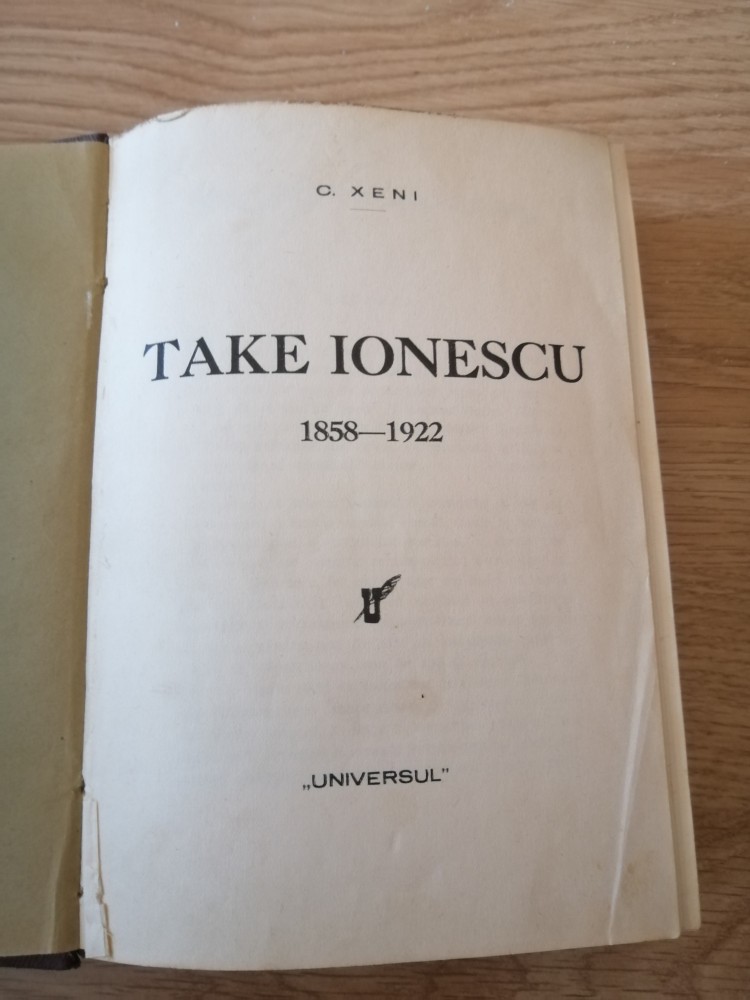 C. XENI
TAKE IONESCU
1858—1922
„UNIVERSUL”